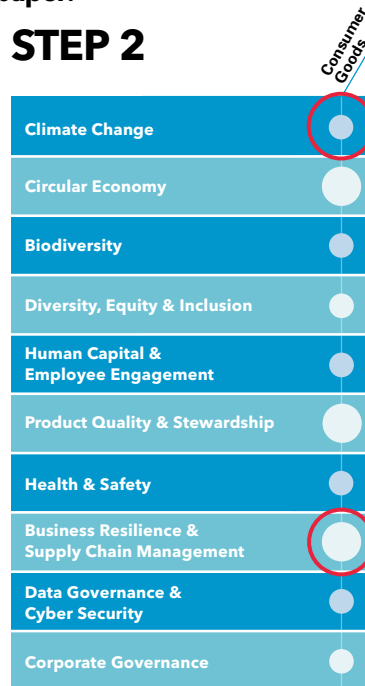 STEP 2
Consumer
Goods
Climate Change
Circular Economy
Biodiversity
Diversity, Equity & Inclusion
Human Capital &
Employee Engagement
Product Quality & Stewardship
Health & Safety
Business Resilience &
Supply Chain Management
Data Governance &
Cyber Security
Corporate Governance